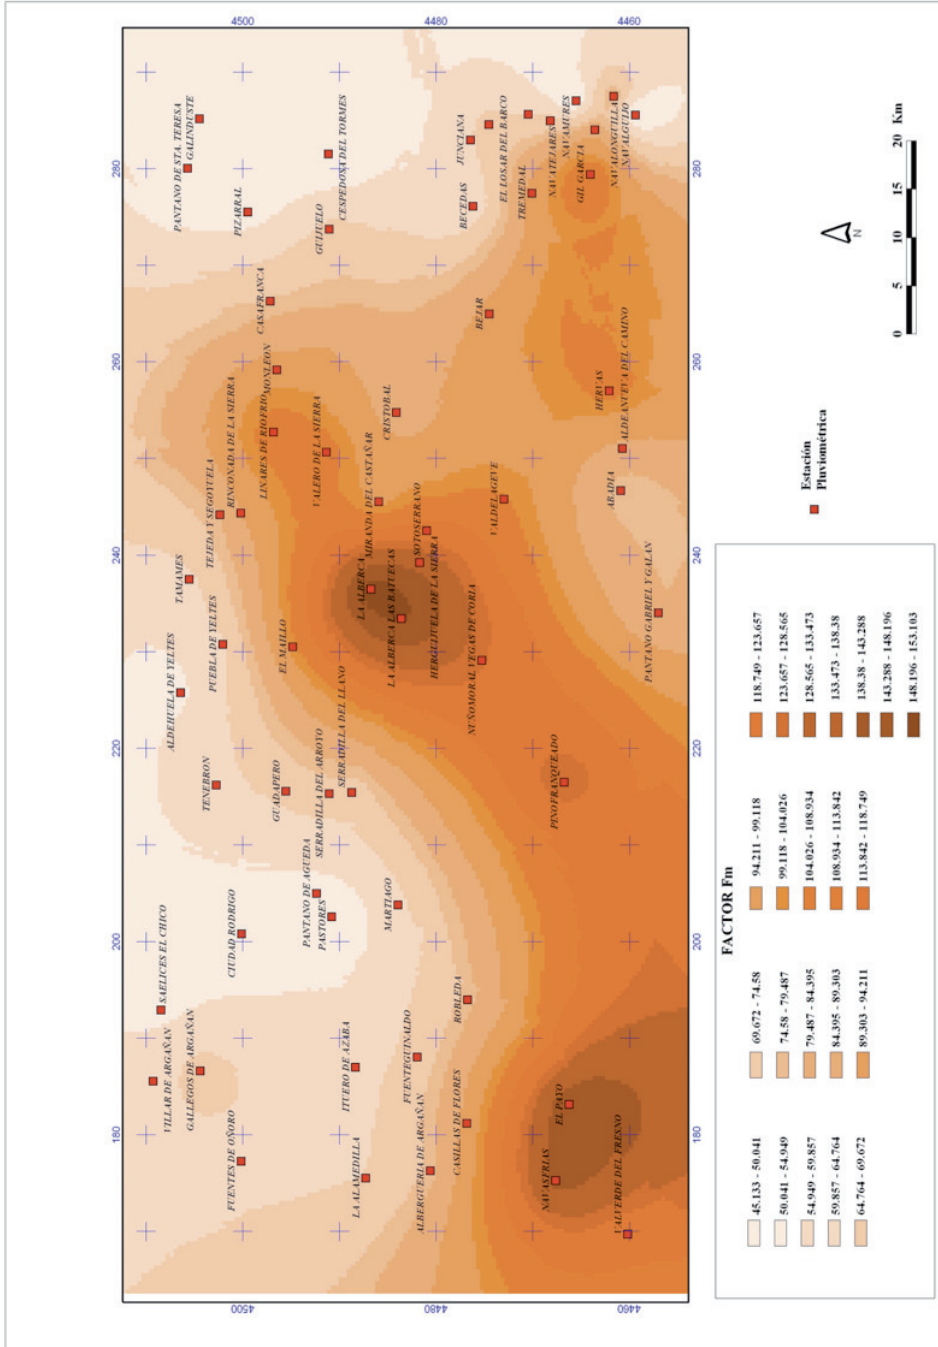 4500
4480
4460
280
260
240
220
200
180
PANTANO DE STA. TERESA
GALINDUSTE
PIZARRAL
GUIJUELO
CESPEDOSA DEL TORMES
JUNCIANA
BECEDAS
EL LOSAR DEL BARCO
TREMEDAL
NAVATEJARES
NAVAMURES
GIL GARCIA
NAVALONGUILLA
NAVALGUIJO
CASAFRANCA
MONLEON
BEJAR
HERVAS
ALDEANUEVA DEL CAMINO
ABADIA
PANTANO GABRIEL Y GALAN
RINCONADA DE LA SIERRA
LINARES DE RIOFRIO
VALERO DE LA SIERRA
CRISTOBAL
TEJEDA Y SEGOYUELA
MIRANDA DEL CASTAÑAR
VALDELAGEVE
SOTOSERRANO
LA ALBERCA
LA ALBERCA LAS BATUECAS
HERGUIJUELA DE LA SIERRA
NUÑOMORAL VEGAS DE CORIA
TAMAMES
ALDEHUELA DE YELTES
PUEBLA DE YELTES
EL MAILLO
TENEBRON
GUADAPERO
SERRADILLA DEL ARROYO
SERRADILLA DEL LLANO
PINOFRANQUEADO
PANTANO DE AGUEDA
PASTORES
MARTIAGO
SAELICES EL CHICO
CIUDAD RODRIGO
VILLAR DE ARGAÑAN
GALLEGOS DE ARGAÑAN
ITUERO DE AZABA
FUENTEGUINALDO
ROBLEDA
FUENTES DE OÑORO
LA ALAMEDILLA
ALBERGUERIA DE ARGAÑAN
CASILLAS DE FLORES
NAVASFRIAS
EL PAYO
VALVERDE DEL FRESNO
4500
4480
4460
280
260
240
220
200
180
FACTOR Fm
45.133 - 50.041
50.041 - 54.949
54.949 - 59.857
59.857 - 64.764
64.764 - 69.672
69.672 - 74.58
74.58 - 79.487
79.487 - 84.395
84.395 - 89.303
89.303 - 94.211
94.211 - 99.118
99.118 - 104.026
104.026 - 108.934
108.934 - 113.842
113.842 - 118.749
118.749 - 123.657
123.657 - 128.565
128.565 - 133.473
133.473 - 138.38
138.38 - 143.288
143.288 - 148.196
148.196 - 153.103
Estación
Pluviométrica
N
0 5 10 15 20 Km